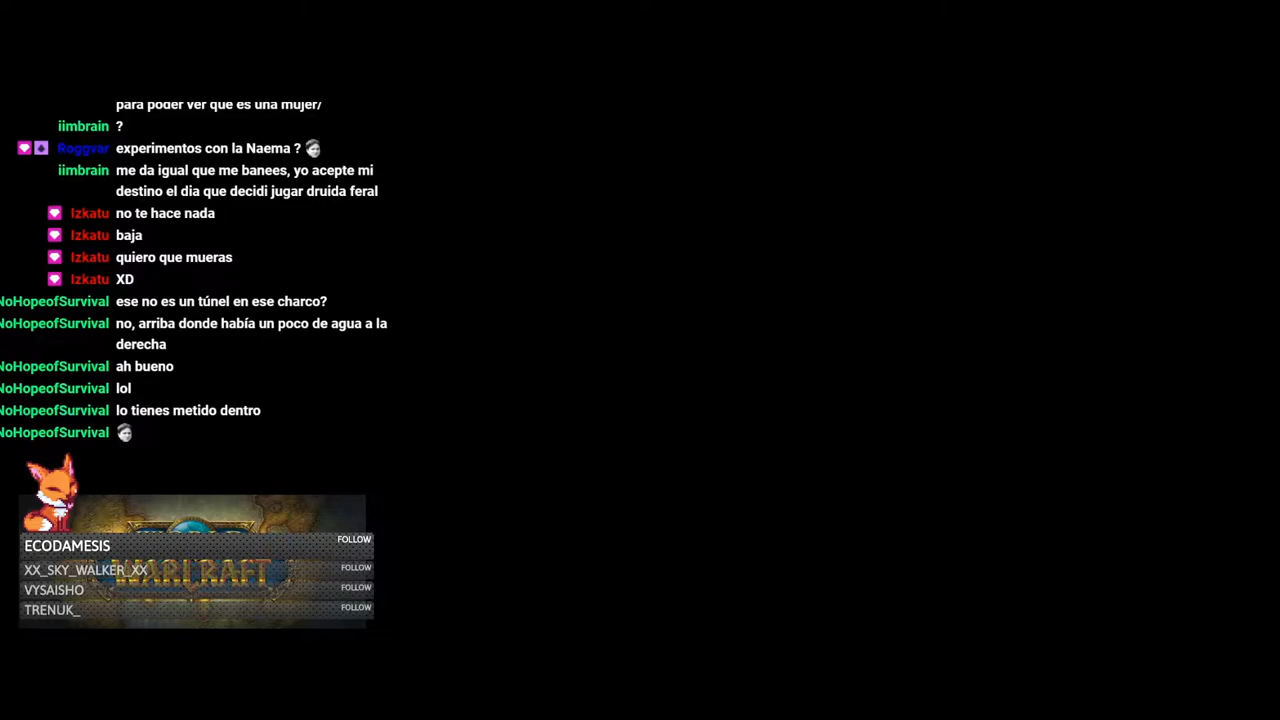 para poder ver que es una mujer/
iimbrain ?
Roggvar experimentos con la Naema ?
iimbrain me da igual que me banees, yo acepte mi
destino el dia que decidi jugar druida feral
Izkatu no te hace nada
Izkatu baja
Izkatu quiero que mueras
Izkatu XD
NoHopeofSurvival ese no es un túnel en ese charco?
NoHopeofSurvival no, arriba donde había un poco de agua a la
derecha
NoHopeofSurvival ah bueno
NoHopeofSurvival lol
NoHopeofSurvival lo tienes metido dentro
NoHopeofSurvival
WORLD
ECODAMESIS FOLLOW
XX_SKY_WALKER_XX FOLLOW
WARCRAFT
VYSAISHO FOLLOW
TRENUK_ FOLLOW